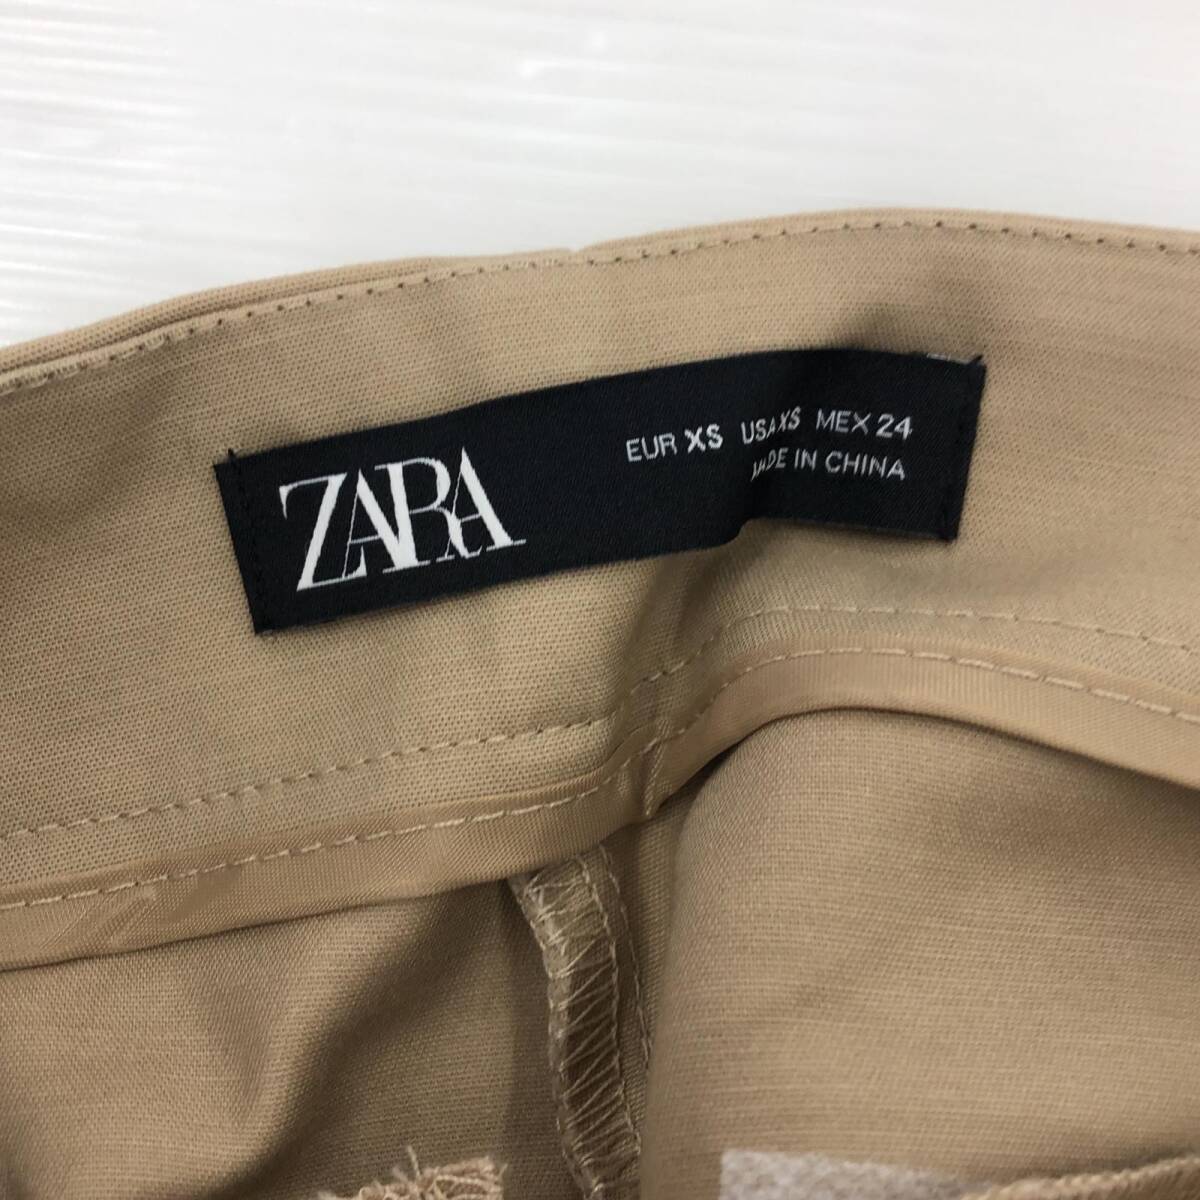 ZARA
EUR XS USA XS MEX 24
MADE IN CHINA